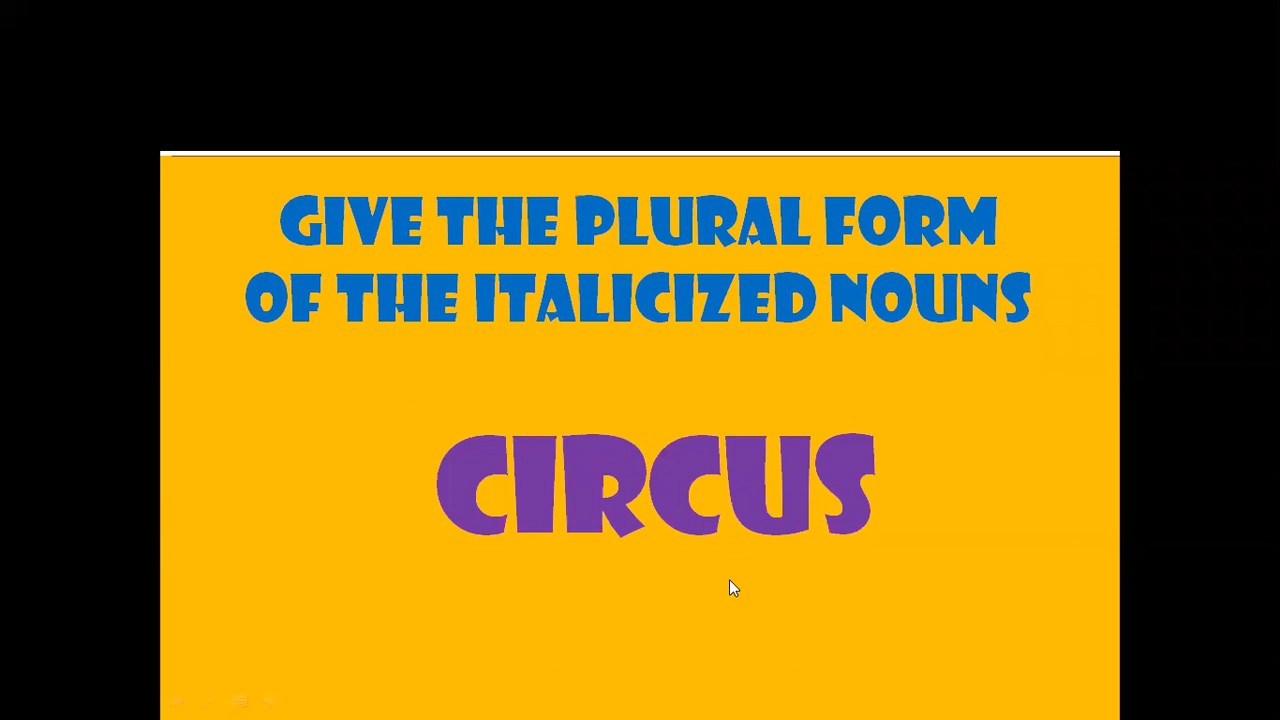 GIVE THE PLURAL FORM
OF THE ITALICIZED NOUNS
CIRCUS